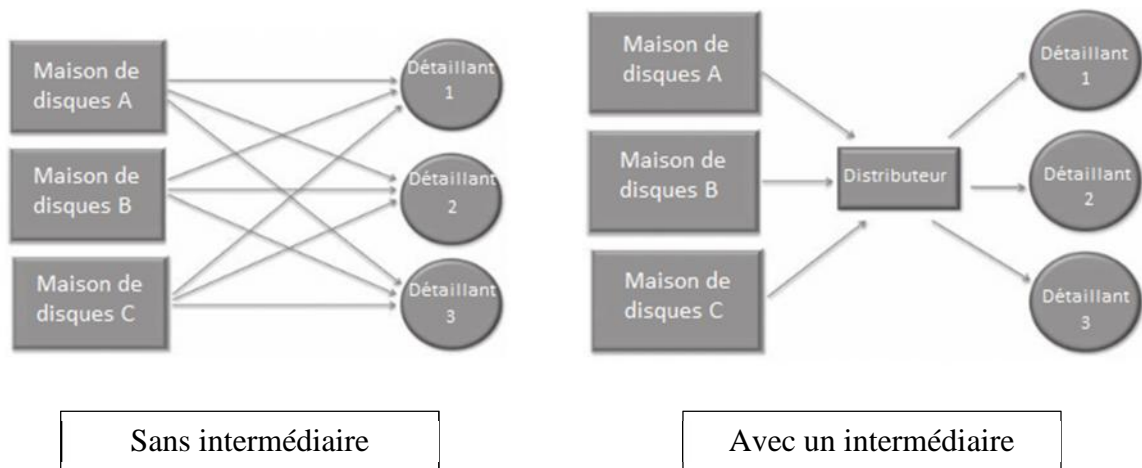 Maison de
disques A
Maison de
disques B
Maison de
disques C
Détaillant
1
Détaillant
2
Détaillant
3
Sans intermédiaire
Maison de
disques A
Maison de
disques B
Maison de
disques C
Distributeur
Détaillant
1
Détaillant
2
Détaillant
3
Avec un intermédiaire